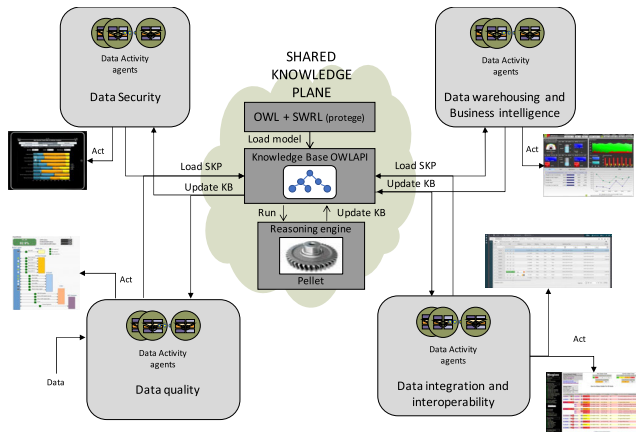 Data Activity
agents
Data Security
SHARED
KNOWLEDGE
PLANE
Data Activity
agents
Data warehousing and
Business intelligence
OWL + SWRL (protege)
Load model
Knowledge Base OWLAPI
Act
Load SKP
Update KB
Load SKP
Update KB
Act
Run
Update KB
Reasoning engine
Pellet
Act
Data Activity
agents
Data quality
Data
Data Activity
agents
Data integration and
interoperability
Act